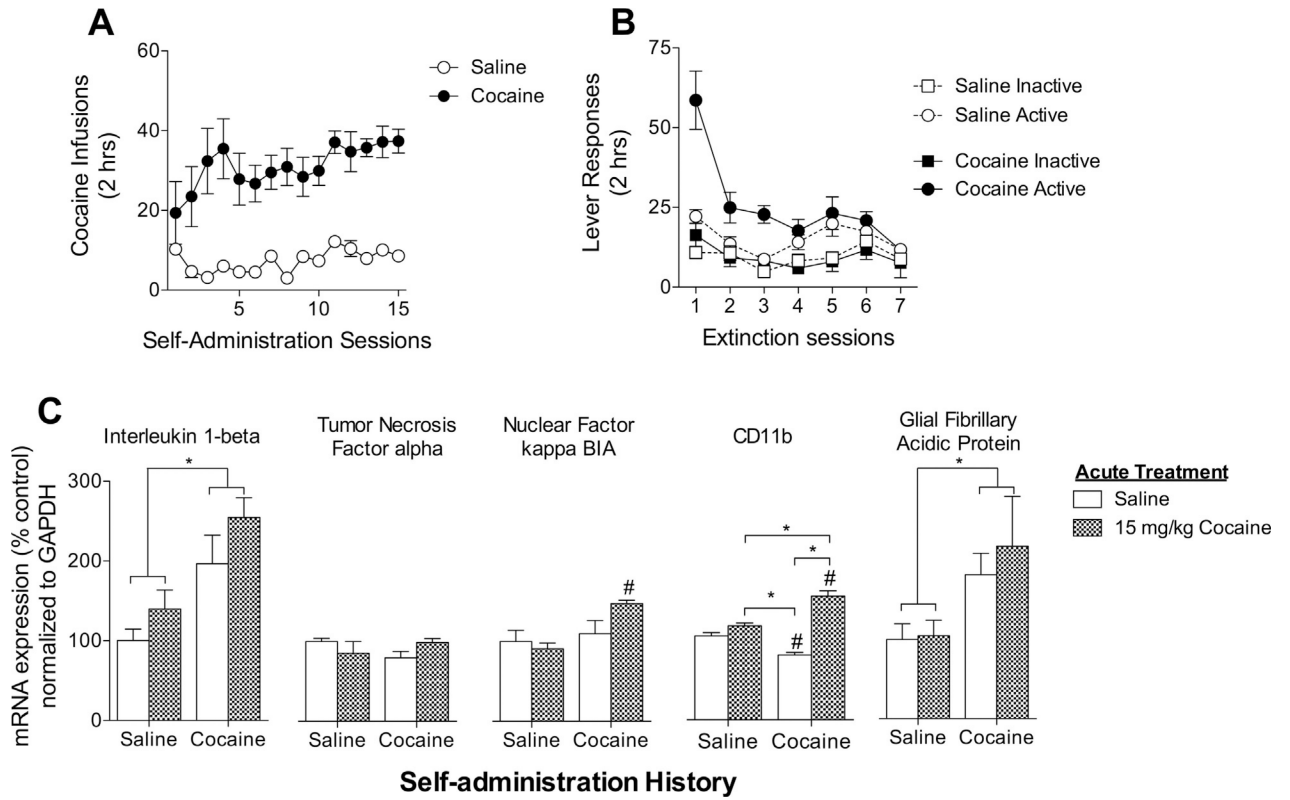 A
60
40
20
0
Cocaine Infusions
(2 hrs)
5
10
15
Self-Administration Sessions
Saline
Cocaine
B
75
50
25
0
Lever Responses
(2 hrs)
1
2
3
4
5
6
7
Extinction sessions
Saline Inactive
Saline Active
Cocaine Inactive
Cocaine Active
C
mRNA expression (% control)
normalized to GAPDH
300
200
100
0
Interleukin 1-beta
*
Saline Cocaine
Tumor Necrosis
Factor alpha
Saline Cocaine
Nuclear Factor
kappa BIA
#
Saline Cocaine
CD11b
*
*
*
#
#
Saline Cocaine
Glial Fibrillary
Acidic Protein
*
Saline Cocaine
Acute Treatment
Saline
15 mg/kg Cocaine
Self-administration History